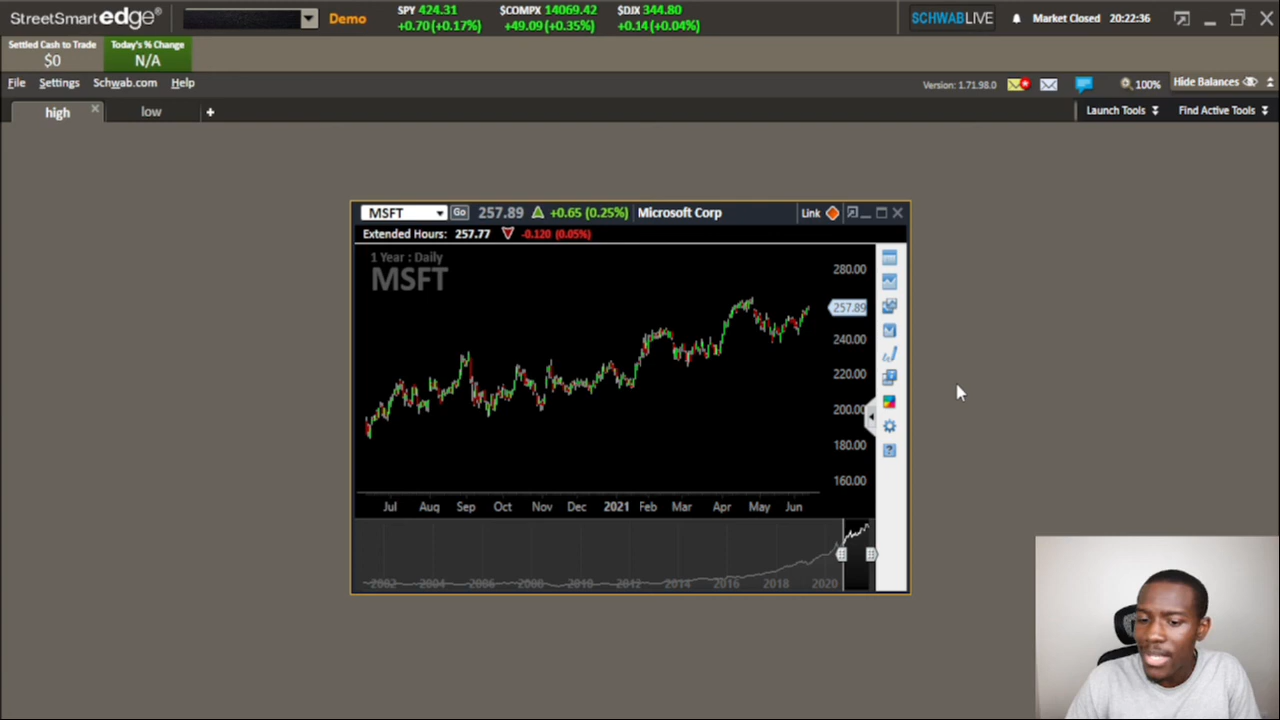 StreetSmart edge
Demo
SPY 424.31
+0.70(+0.17%)
$COMPX 14069.42
+49.09(+0.35%)
$DJX 344.80
+0.14(+0.04%)
SCHWABLIVE
Market Closed 20:22:36
Settled Cash to Trade
$0
Today's % Change
N/A
File Settings Schwab.com Help
Version: 1.71.98.0
100%
Hide Balances
high low +
Launch Tools
Find Active Tools
MSFT Go 257.89 +0.65 (0.25%) Microsoft Corp Link
Extended Hours: 257.77 -0.120 (0.05%)
1 Year : Daily
MSFT
280.00
257.89
240.00
220.00
200.00
180.00
160.00
Jul Aug Sep Oct Nov Dec 2021 Feb Mar Apr May Jun
2002 2004 2006 2008 2010 2012 2014 2016 2018 2020